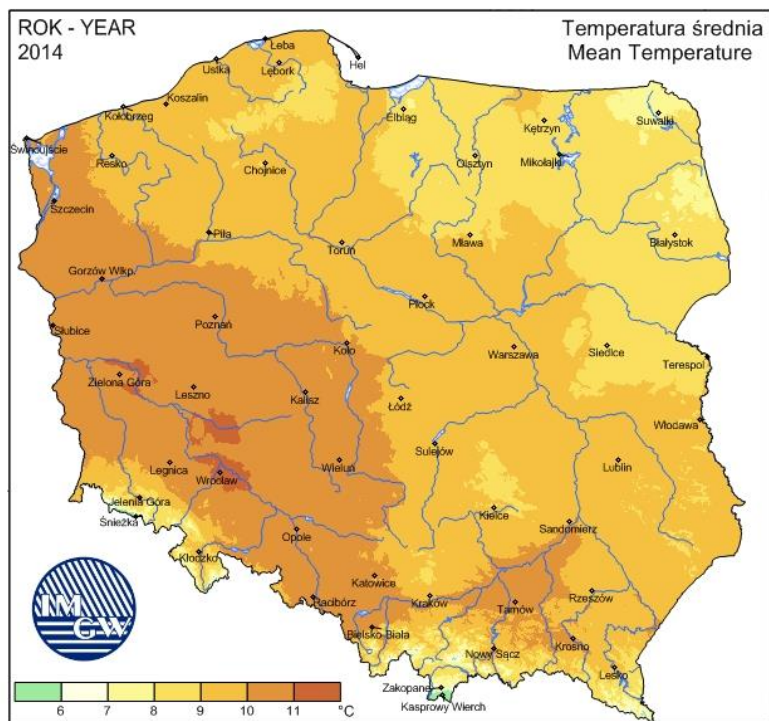 ROK - YEAR
2014
Temperatura średnia
Mean Temperature
Łeba
Hel
Ustka
Lębork
Koszalin
Kołobrzeg
Elbląg
Kętrzyn
Suwałki
Świnoujście
Resko
Chojnice
Olsztyn
Mikołajki
Szczecin
Piła
Toruń
Mława
Białystok
Gorzów Wlkp.
Płock
Słubice
Poznań
Koło
Warszawa
Siedlce
Terespol
Zielona Góra
Leszno
Kalisz
Łódź
Włodawa
Sulejów
Legnica
Wrocław
Wieluń
Lublin
Jelenia Góra
Śnieżka
Kielce
Sandomierz
Opole
Kłodzko
Katowice
Racibórz
Kraków
Tarnów
Rzeszów
Bielsko-Biała
Nowy Sącz
Krosno
Lesko
Zakopane
Kasprowy Wierch
IM
GW
6 7 8 9 10 11 °C